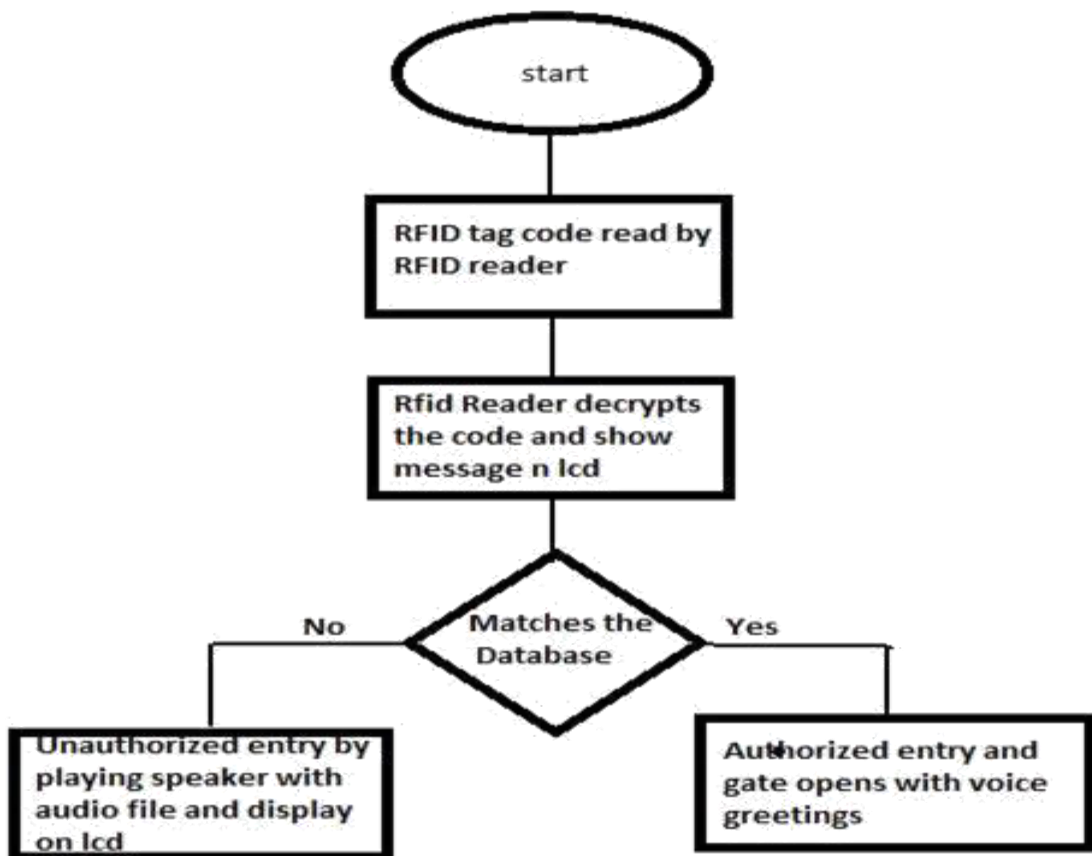 start
RFID tag code read by
RFID reader
Rfid Reader decrypts
the code and show
message n lcd
Matches the
Database
No
Yes
Unauthorized entry by
playing speaker with
audio file and display
on lcd
Authorized entry and
gate opens with voice
greetings